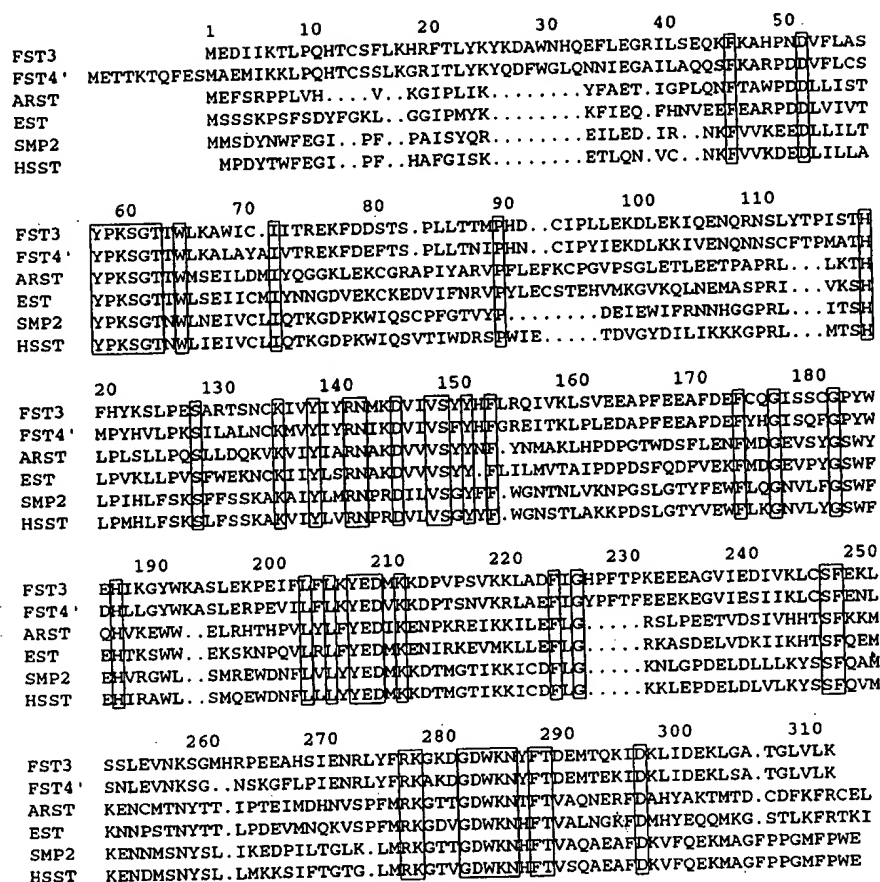 1 10 20 30 40 50
FST3 MEDIIKTLPQHTCSFLKHRFTLYKYKDAWNHQEFLEGRILSEQKFKAHPNDVFLAS
FST4' METTKTQFESMAEMIKKLPQHTCSSLKGRITLYKYQDFWGLQNNIEGAILAQQSFKARPDDVFLCS
ARST MEFSRPPLVH....V..KGIPLIK........YFAET.IGPLQNFTAWPDDLLIST
EST MSSSKPSFSDYFGKL..GGIPMYK........KFIEQ.FHNVEEFEARPDDLVIVT
SMP2 MMSDYNWFEGI..PF..PAISYQR........EILED.IR..NKFVVKEEDLLILT
HSST MPDYTWFEGI..PF..HAFGISK........ETLQN.VC..NKFVVKDEDLILLA
60 70 80 90 100 110
FST3 YPKSGTTWLKAWIC.IITREKFDDSTS.PLLTTMPHD..CIPLLEKDLEKIQENQRNSLYTPISTH
FST4' YPKSGTTWLKALAYAIVTREKFDEFTS.PLLTNIPHN..CIPYIEKDLKKIVENQNNSCFTPMATH
ARST YPKSGTTWMSEILDMIYQGGKLEKCGRAPIYARVPFLEFKCPGVPSGLETLEETPAPRL...LKTH
EST YPKSGTTWLSEIICMIYNNGDVEKCKEDVIFNRVPYLECSTEHVMKGVKQLNEMASPRI...VKSH
SMP2 YPKSGTNWLNEIVCLIQTKGDPKWIQSCPFGTVYP........DEIEWIFRNNHGGPRL...ITSH
HSST YPKSGTNWLIEIVCLIQTKGDPKWIQSVTIWDRSPWIE.....TDVGYDILIKKKGPRL...MTSH
20 130 140 150 160 170 180
FST3 FHYKSLPESARTSNCKIVYIYRNMKDVIVSYYHFLRQIVKLSVEEAPFEEAFDEFCQGISSCGPYW
FST4' MPYHVLPKSILALNCKMVYIYRNIKDVIVSFYHFGREITKLPLEDAPFEEAFDEFYHGISQFGPYW
ARST LPLSLLPQSLLDQKVKVIYIARNAKDVVVSYYNF.YNMAKLHPDPGTWDSFLENFMDGEVSYGSWY
EST LPVKLLPVSFWEKNCKIIYLSRNAKDVVVSYYY.FLILMVTAIPDPDSFQDFVEKFMDGEVPYGSWF
SMP2 LPIHLFSKSFFSSKAKAIYLMRNPRDILVSGYFF.WGNTNLVKNPGSLGTYFEWFLQGNVLFGSWF
HSST LPMHLFSKSLFSSKAKVIYLVRNPRDVLVSGYYF.WGNSTLAKKPDSLGTYVEWFLKGNVLYGSWF
190 200 210 220 230 240 250
FST3 EHIKGYWKASLEKPEIFLFLKYEDMKKDPVPSVKKLADFIGHPFTPKEEEAGVIEDIVKLCSFEKL
FST4' DHLLGYWKASLERPEVILFLKYEDMKKDPTSNVKRLAEFIGYPFTFEEEKEGVIESIIKLCSFENL
ARST QHVKEWW..ELRHTHPVLYLFYEDIKENPKREIKKILEFLG.....RSLPEETVDSIVHHTSFKKM
EST EHTKSWW..EKSKNPQVLRLFYEDMKENIRKEVMKLLEFLG.....RKASDELVDKIIKHTSFQEM
SMP2 EHVRGWL..SMREWDNFLLLYYEDMKKDTMGTIKKICDFLG.....KNLGPDELDLLLKYSSFQAM
HSST EHIRAWL..SMQEWDNFLLLYYEDMKKDTMGTIKKICDFLG.....KKLEPDELDLVLKYSSFQVM
260 270 280 290 300 310
FST3 SSLEVNKSGMHRPEEAHSIENRLYFRKGKDGDWKNYFTDEMTQKIDKLIDEKLGA.TGLVLK
FST4' SNLEVNKSG..NSKGFLPIENRLYFRKAKDGDWKNYFTDEMTEKIDKLIDEKLSA.TGLVLK
ARST KENCMTNYTT.IPTEIMDHNVSPFMRKGTTGDWKNTFTVAQNERFDAHYAKTMTD.CDFKFRCEL
EST KNNPSTNYTT.LPDEVMNQKVSPFMRKGDVGDWKNHFTVALNGKFDMHYEQQMKG.STLKFRTKI
SMP2 KENNMSNYSL.IKEDPILTGLK.LMRKGTTGDWKNHFTVAQAEAFDKVFQEKMAGFPPGMFPWE
HSST KENDMSNYSL.LMKKSIFTGTG.LMRKGTVGDWKNHFTVSQAEAFDKVFQEKMAGFPPGMFPWE